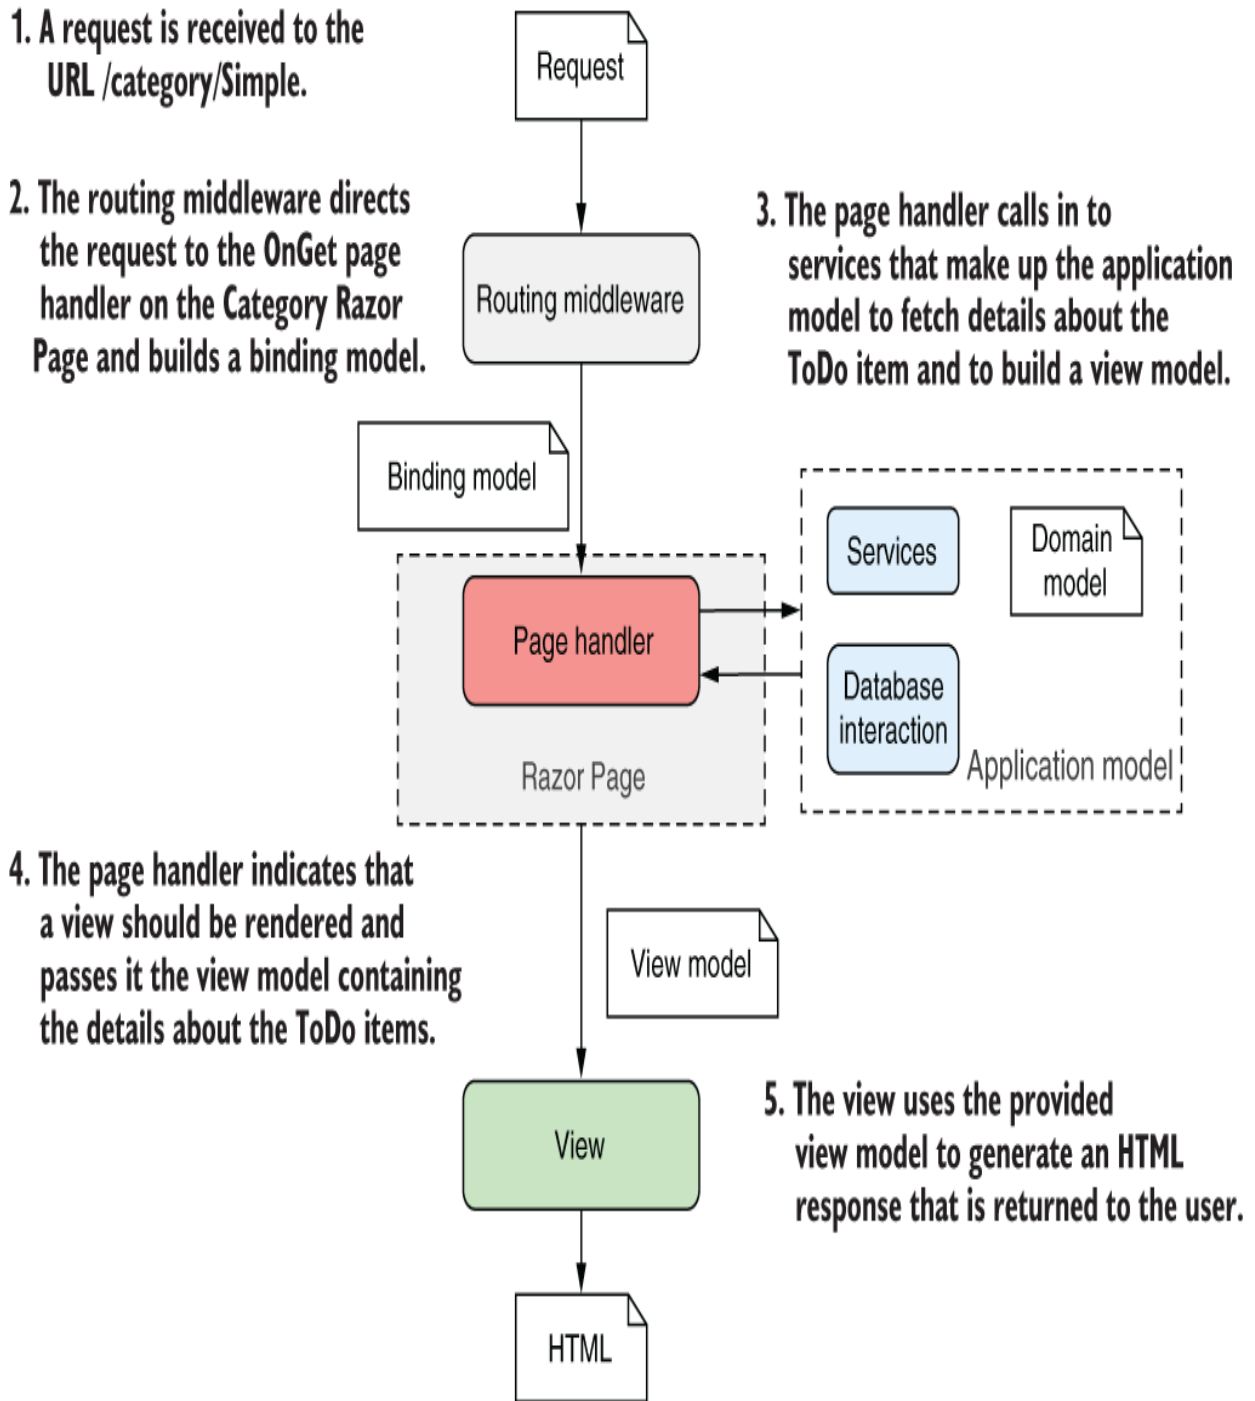 1. A request is received to the
URL /category/Simple.
Request
2. The routing middleware directs
the request to the OnGet page
handler on the Category Razor
Page and builds a binding model.
Routing middleware
3. The page handler calls in to
services that make up the application
model to fetch details about the
ToDo item and to build a view model.
Binding model
Page handler
Razor Page
Services
Domain
model
Database
interaction
Application model
4. The page handler indicates that
a view should be rendered and
passes it the view model containing
the details about the ToDo items.
View model
View
5. The view uses the provided
view model to generate an HTML
response that is returned to the user.
HTML